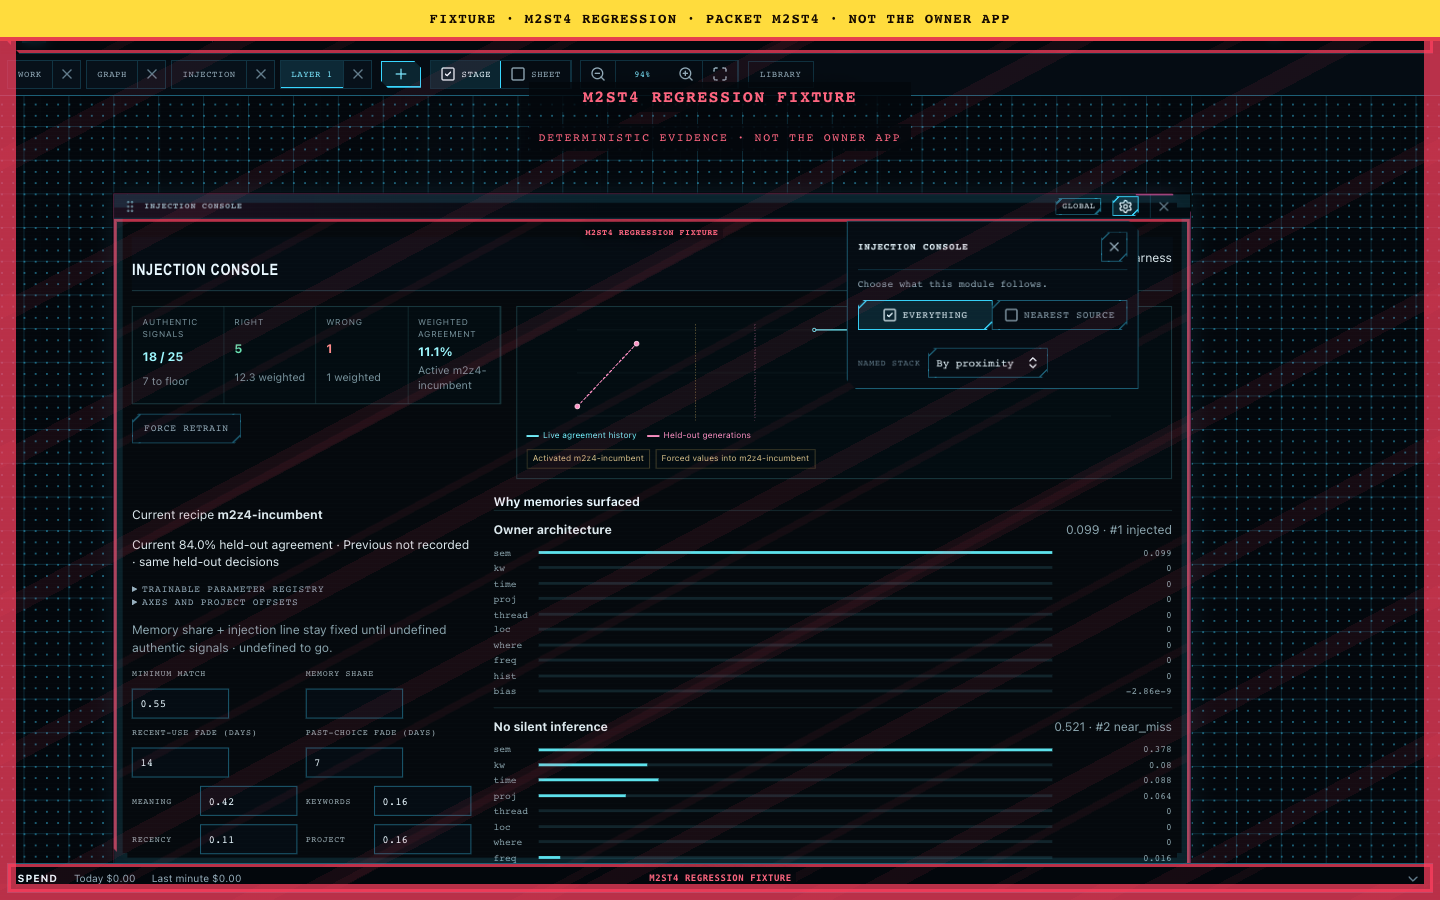 FIXTURE · M2ST4 REGRESSION · PACKET M2ST4 · NOT THE OWNER APP
WORK
GRAPH
INJECTION
LAYER 1
STAGE
SHEET
94%
LIBRARY
M2ST4 REGRESSION FIXTURE
DETERMINISTIC EVIDENCE · NOT THE OWNER APP
INJECTION CONSOLE
GLOBAL
M2ST4 REGRESSION FIXTURE
INJECTION CONSOLE
arness
INJECTION CONSOLE
Choose what this module follows.
EVERYTHING
NEAREST SOURCE
NAMED STACK
By proximity
AUTHENTIC SIGNALS
18 / 25
7 to floor
RIGHT
5
12.3 weighted
WRONG
1
1 weighted
WEIGHTED AGREEMENT
11.1%
Active m2z4-incumbent
FORCE RETRAIN
Live agreement history
Held-out generations
Activated m2z4-incumbent
Forced values into m2z4-incumbent
Current recipe m2z4-incumbent
Current 84.0% held-out agreement · Previous not recorded
· same held-out decisions
TRAINABLE PARAMETER REGISTRY
AXES AND PROJECT OFFSETS
Memory share + injection line stay fixed until undefined
authentic signals · undefined to go.
MINIMUM MATCH
0.55
MEMORY SHARE
RECENT-USE FADE (DAYS)
14
PAST-CHOICE FADE (DAYS)
7
MEANING 0.42
KEYWORDS 0.16
RECENCY 0.11
PROJECT 0.16
Why memories surfaced
Owner architecture 0.099 · #1 injected
sem 0.099
kw 0
time 0
proj 0
thread 0
loc 0
where 0
freq 0
hist 0
bias -2.86e-9
No silent inference 0.521 · #2 near_miss
sem 0.378
kw 0.08
time 0.088
proj 0.064
thread 0
loc 0
where 0
freq 0.016
SPEND Today $0.00 Last minute $0.00
M2ST4 REGRESSION FIXTURE